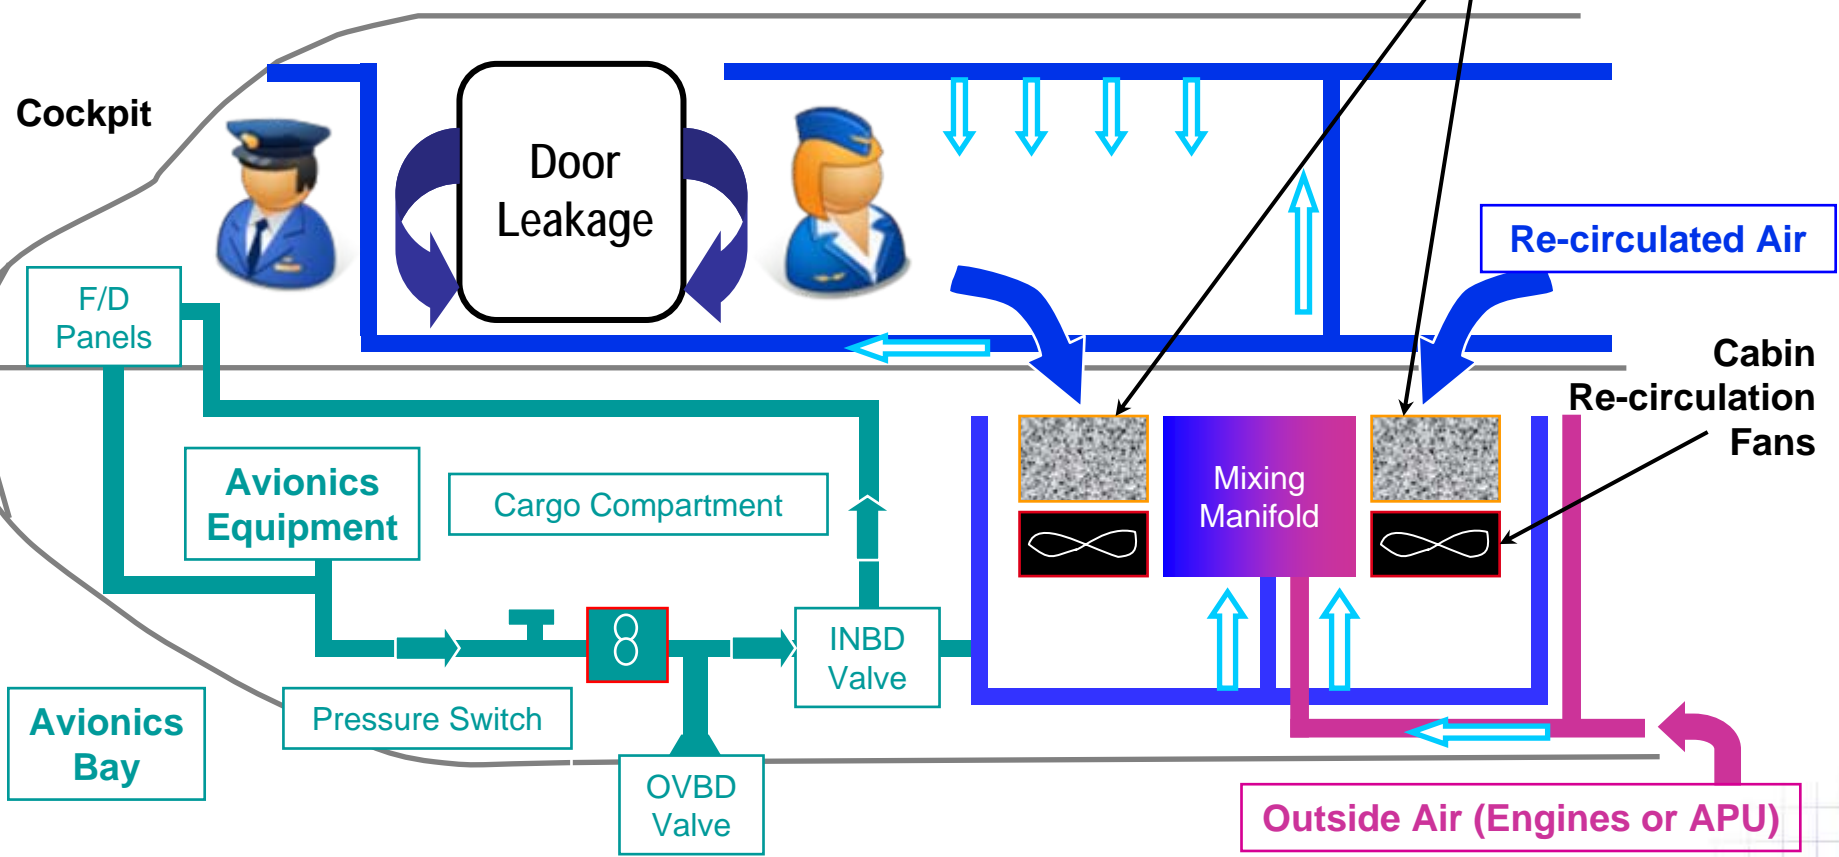 Cockpit
Door
Leakage
Re-circulated Air
F/D
Panels
Cabin
Re-circulation
Fans
Avionics
Equipment
Cargo Compartment
Mixing
Manifold
INBD
Valve
Avionics
Bay
Pressure Switch
OVBD
Valve
Outside Air (Engines or APU)